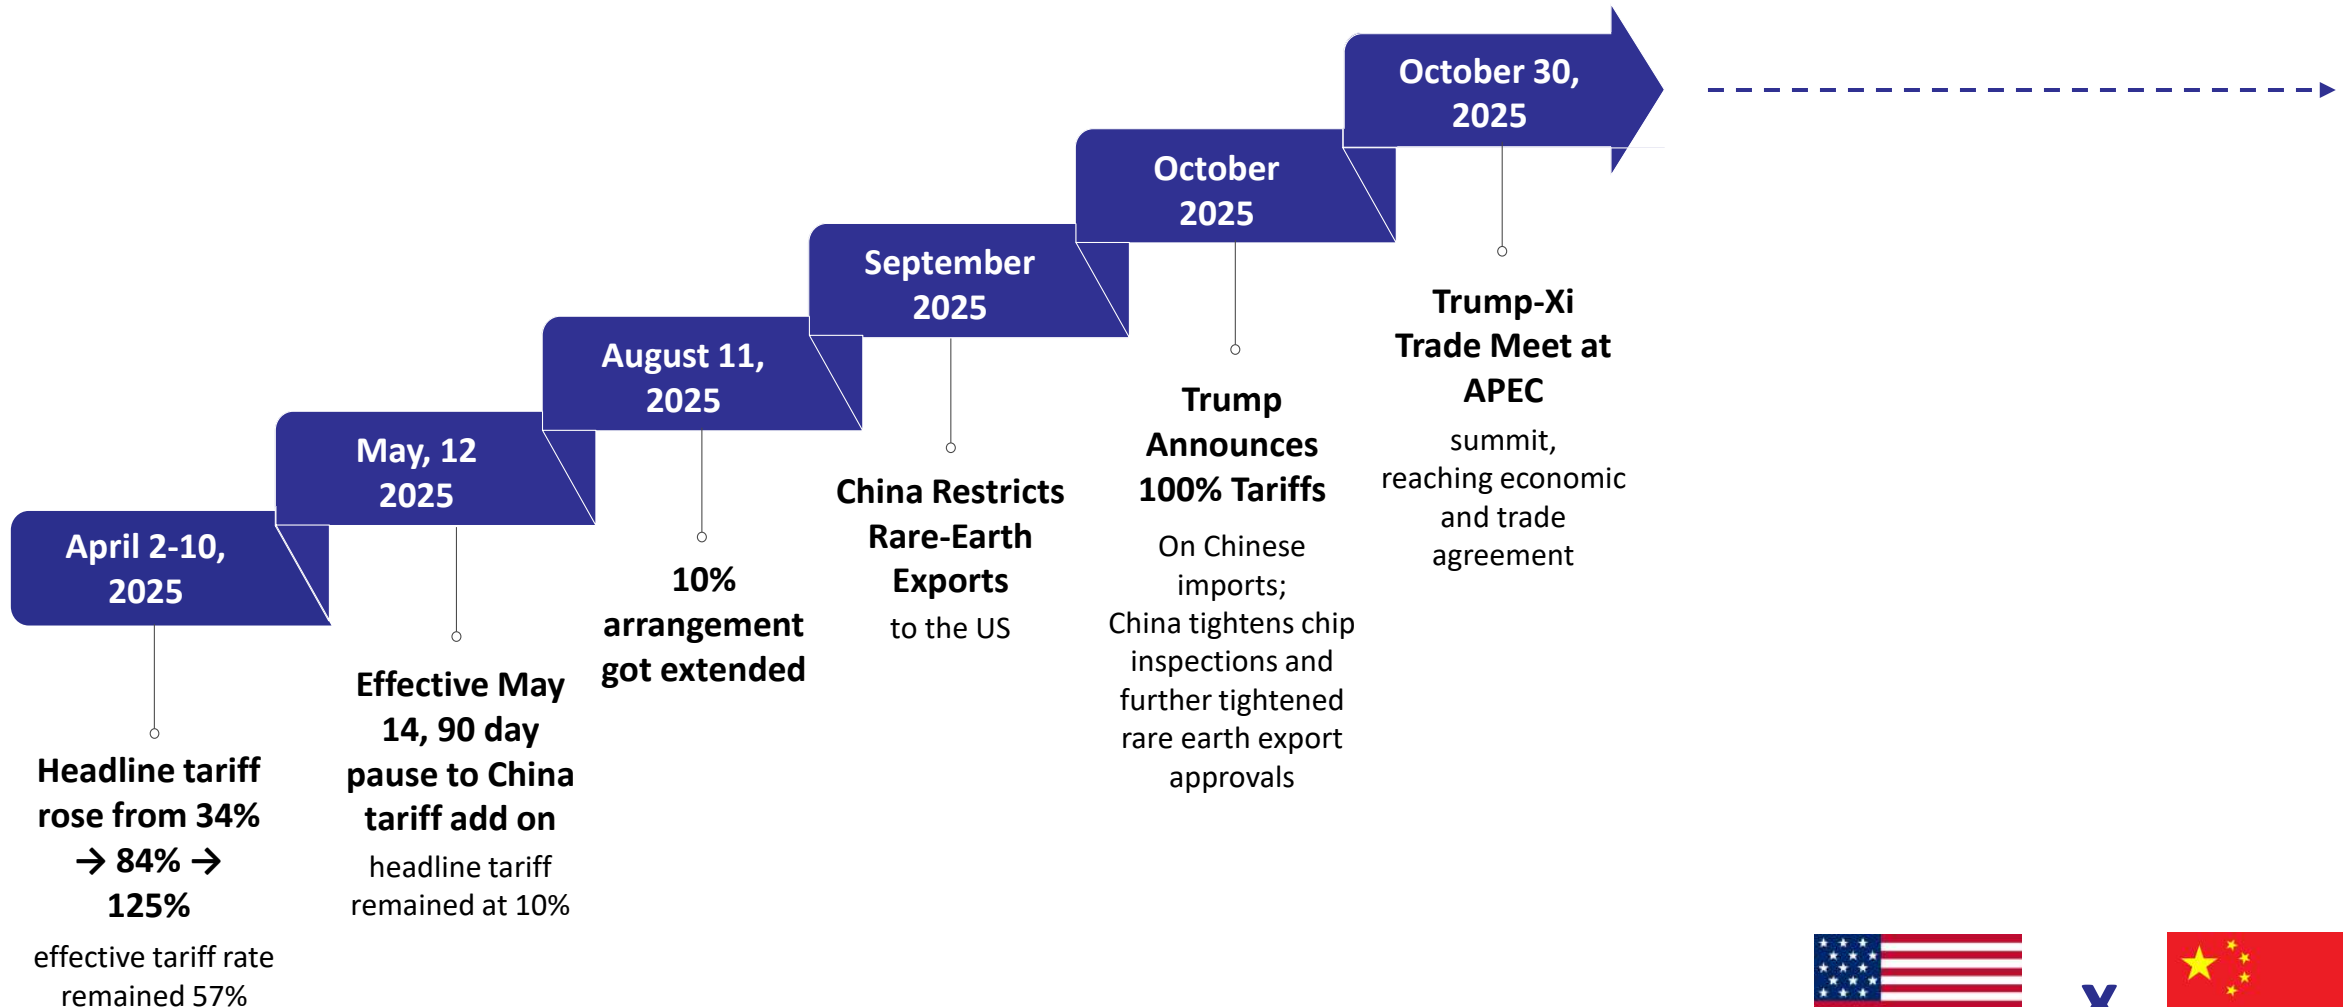 April 2-10,
2025
Headline tariff
rose from 34%
→ 84% →
125%
effective tariff rate
remained 57%
May, 12
2025
Effective May
14, 90 day
pause to China
tariff add on
headline tariff
remained at 10%
August 11,
2025
10%
arrangement
got extended
September
2025
China Restricts
Rare-Earth
Exports
to the US
October
2025
Trump
Announces
100% Tariffs
On Chinese
imports;
China tightens chip
inspections and
further tightened
rare earth export
approvals
October 30,
2025
Trump-Xi
Trade Meet at
APEC
summit,
reaching economic
and trade
agreement
X